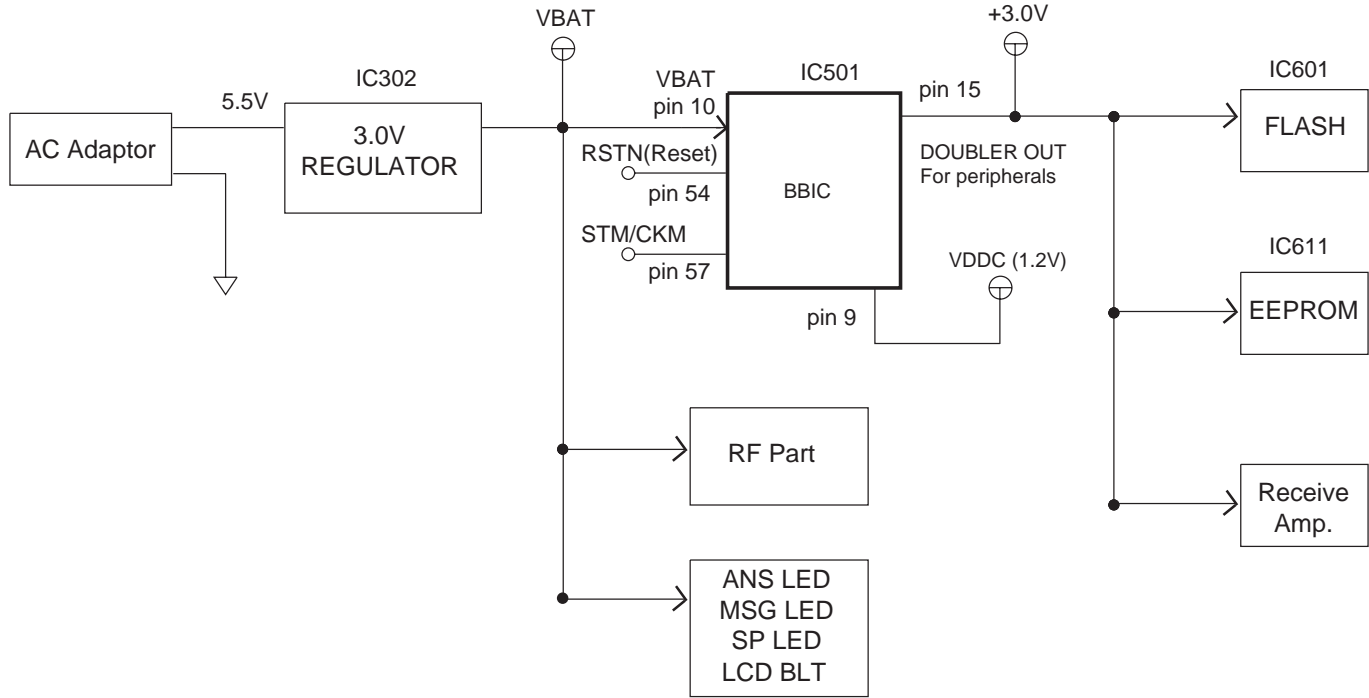 VBAT
+3.0V
IC302
VBAT
pin 10
IC501
pin 15
IC601
5.5V
AC Adaptor
3.0V
REGULATOR
FLASH
RSTN(Reset)
pin 54
BBIC
DOUBLER OUT
For peripherals
STM/CKM
pin 57
VDDC (1.2V)
IC611
pin 9
EEPROM
RF Part
Receive
Amp.
ANS LED
MSG LED
SP LED
LCD BLT